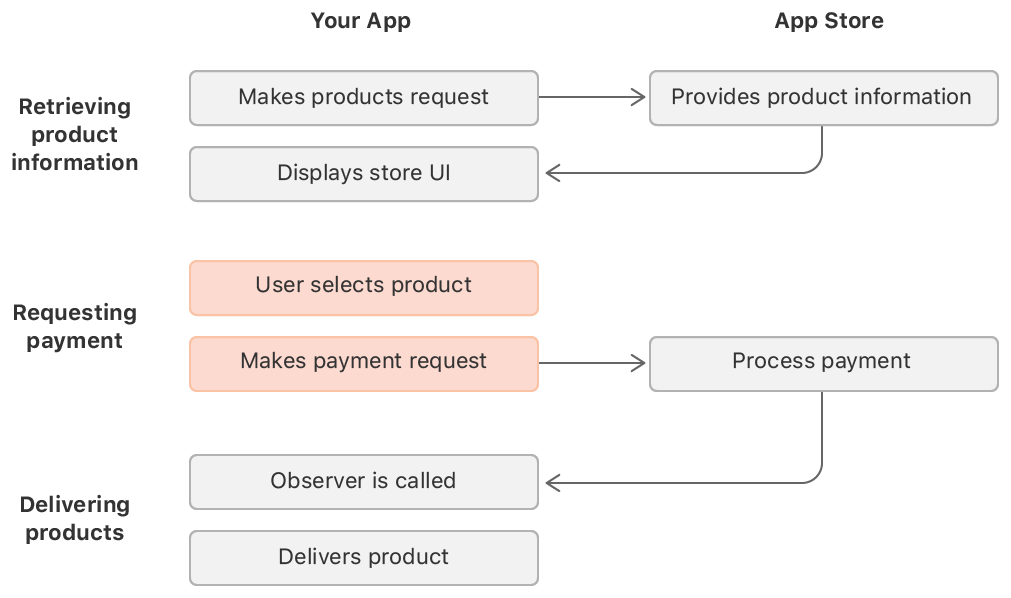 Your App
App Store
Retrieving
product
information
Makes products request
Provides product information
Displays store UI
Requesting
payment
User selects product
Makes payment request
Process payment
Delivering
products
Observer is called
Delivers product